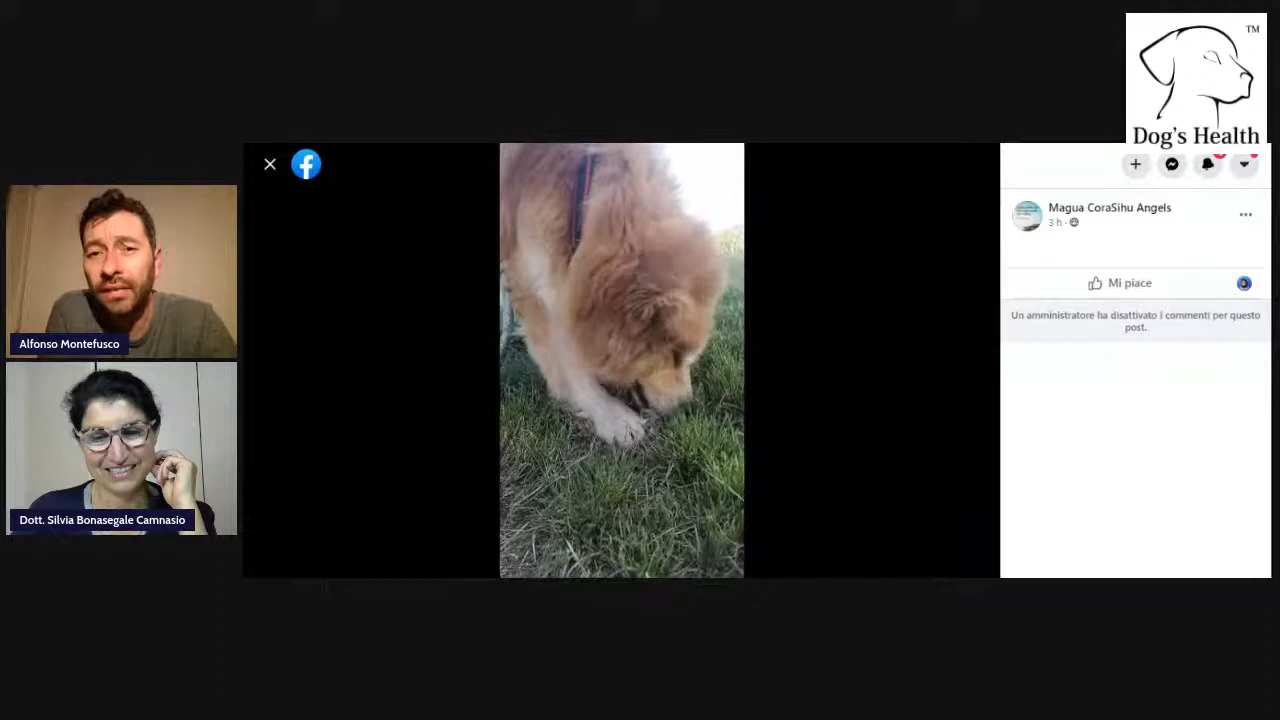 TM
Dog's Health
Magua CoraSihu Angels
3 h
Mi piace
Un amministratore ha disattivato i commenti per questo
post.
Alfonso Montefusco
Dott. Silvia Bonasegale Camnasio